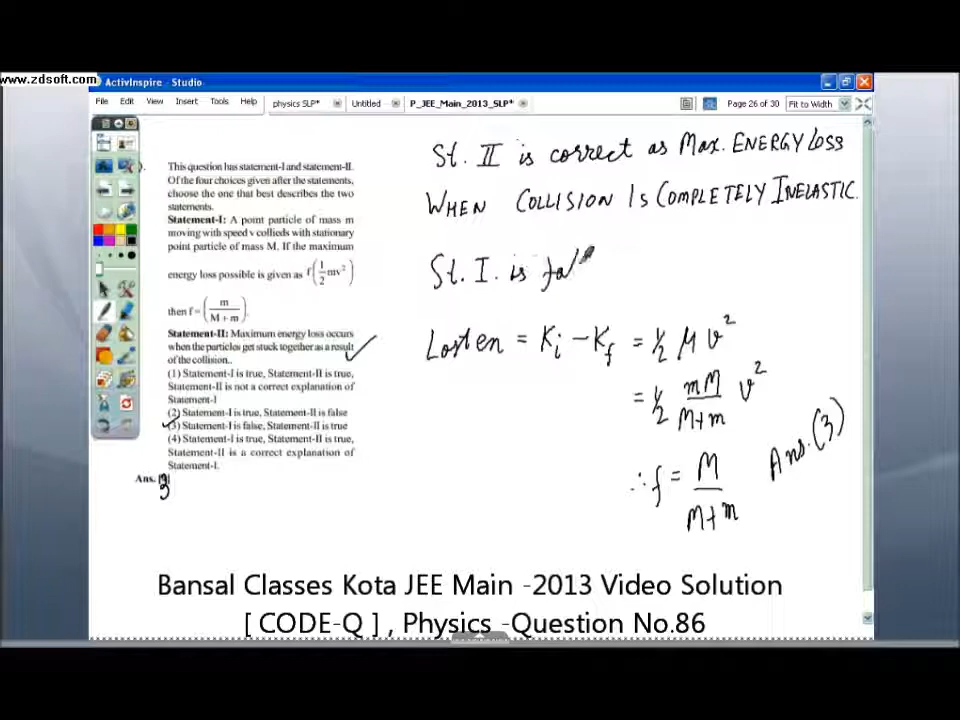 www.zdsoft.com
ActivInspire - Studio
File Edit View Insert Tools Help
physics SLP* Untitled P_JEE_Main_2013_SLP* Page 26 of 30 Fit to Width
This question has statement-I and statement-II.
Of the four choices given after the statements,
choose the one that best describes the two
statements.
Statement-I: A point particle of mass m
moving with speed v collieds with stationary
point particle of mass M. If the maximum
energy loss possible is given as f(1/2 mv²)
then f = (m/(M + m)).
Statement-II: Maximum energy loss occurs
when the particles get stuck together as a result
of the collision..
(1) Statement-I is true, Statement-II is true,
Statement-II is not a correct explanation of
Statement-I
(2) Statement-I is true, Statement-II is false
(3) Statement-I is false, Statement-II is true
(4) Statement-I is true, Statement-II is true,
Statement-II is a correct explanation of
Statement-I.
Ans. 3
St. II is correct as Max. ENERGY LOSS
WHEN COLLISION IS COMPLETELY INELASTIC.
St. I. is fal
Lost en = Ki - Kf = 1/2 μ v²
= 1/2 mM/(M+m) v²
∴ f = M/(M+m) Ans. (3)
Bansal Classes Kota JEE Main -2013 Video Solution
[ CODE-Q ] , Physics -Question No.86